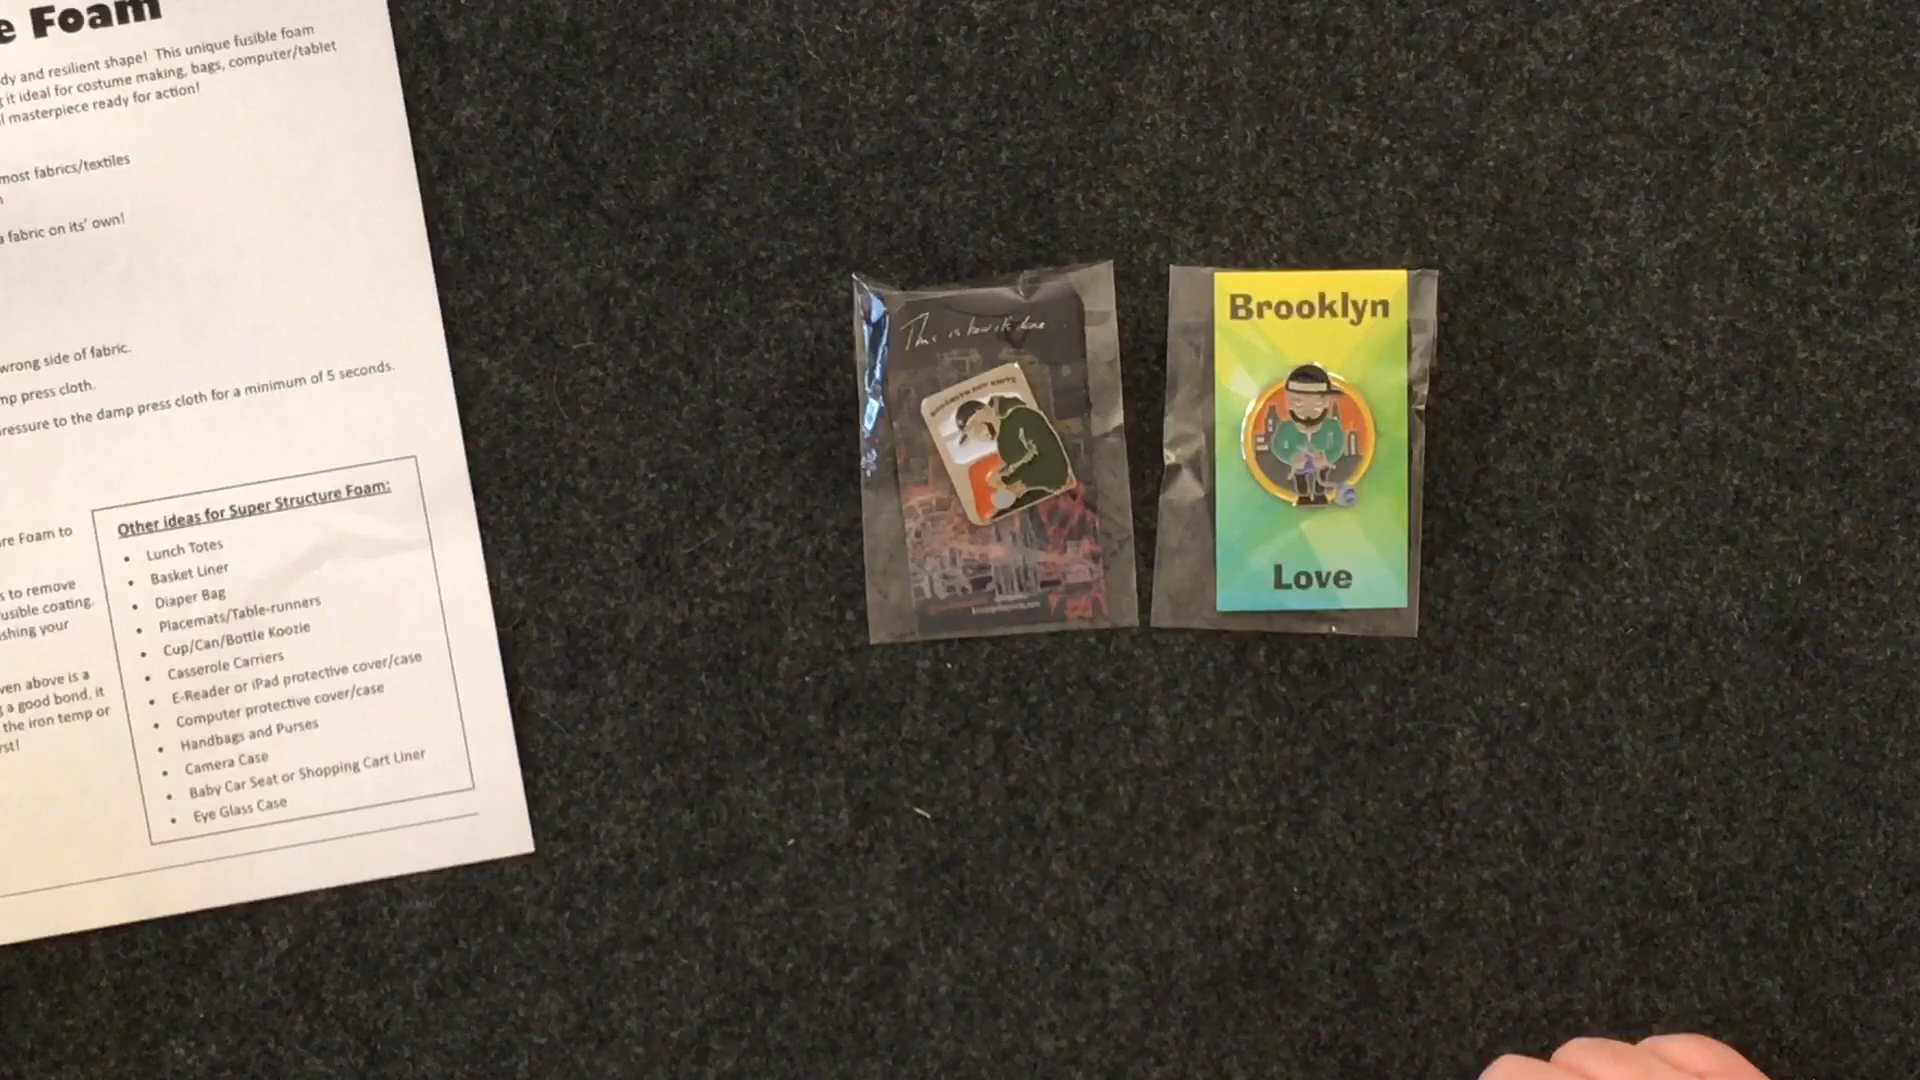 e Foam
dy and resilient shape! This unique fusible foam
g it ideal for costume making, bags, computer/tablet
l masterpiece ready for action!
most fabrics/textiles
n
a fabric on its' own!
wrong side of fabric.
mp press cloth.
ressure to the damp press cloth for a minimum of 5 seconds.
re Foam to
s to remove
usible coating.
shing your
ven above is a
g a good bond, it
the iron temp or
rst!
Other ideas for Super Structure Foam:
• Lunch Totes
• Basket Liner
• Diaper Bag
• Placemats/Table-runners
• Cup/Can/Bottle Koozie
• Casserole Carriers
• E-Reader or iPad protective cover/case
• Computer protective cover/case
• Handbags and Purses
• Camera Case
• Baby Car Seat or Shopping Cart Liner
• Eye Glass Case
This is how it's done...
Brooklyn
Love